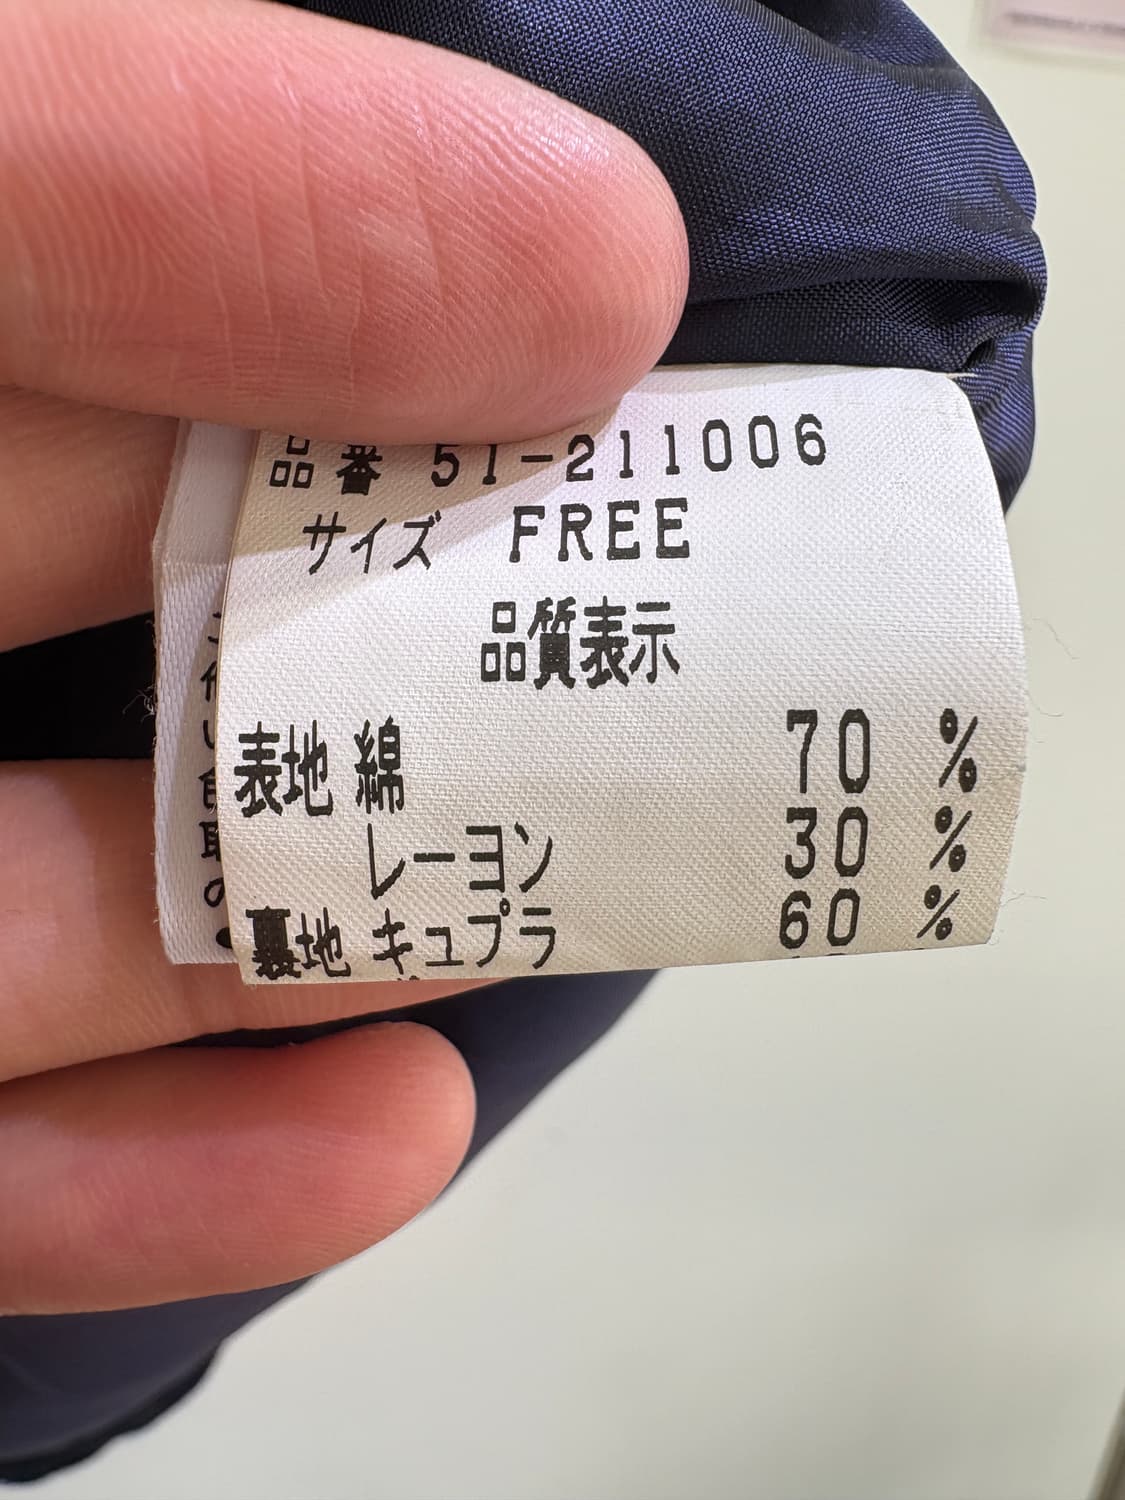 品番 51-211006
サイズ FREE
品質表示
表地 綿 70 %
レーヨン 30 %
裏地 キュプラ 60 %